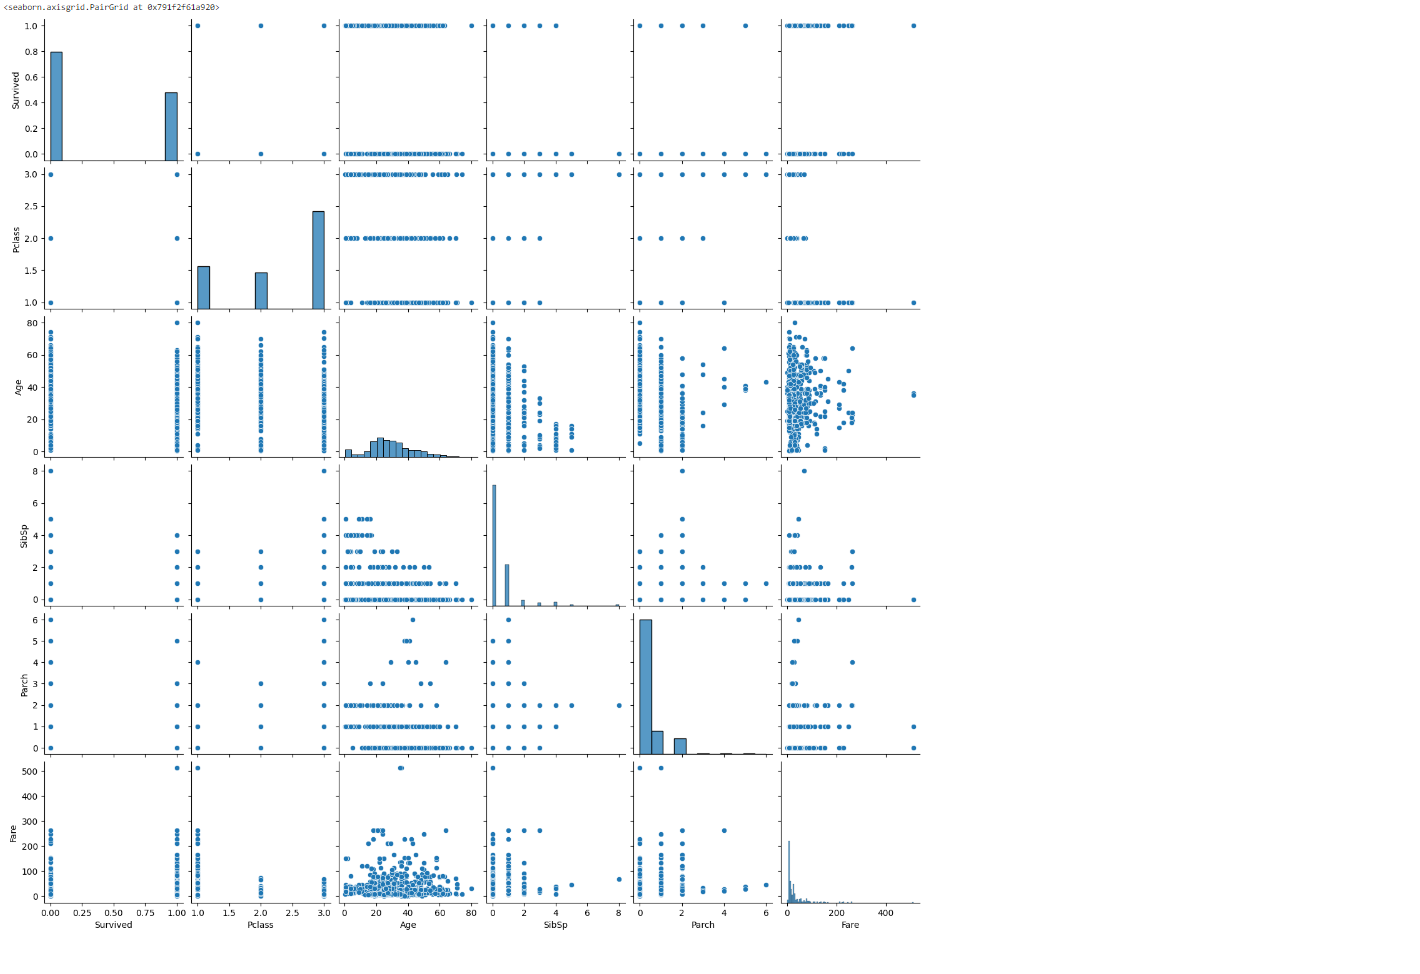 <seaborn.axisgrid.PairGrid at 0x791f2f61a920>
1.0
0.8
0.6
0.4
0.2
0.0
Survived
3.0
2.5
2.0
1.5
1.0
Pclass
80
60
40
20
0
Age
8
6
4
2
0
SibSp
6
5
4
3
2
1
0
Parch
500
400
300
200
100
0
Fare
0.00 0.25 0.50 0.75 1.00
Survived
1.0 1.5 2.0 2.5 3.0
Pclass
0 20 40 60 80
Age
0 2 4 6 8
SibSp
0 2 4 6
Parch
0 200 400
Fare